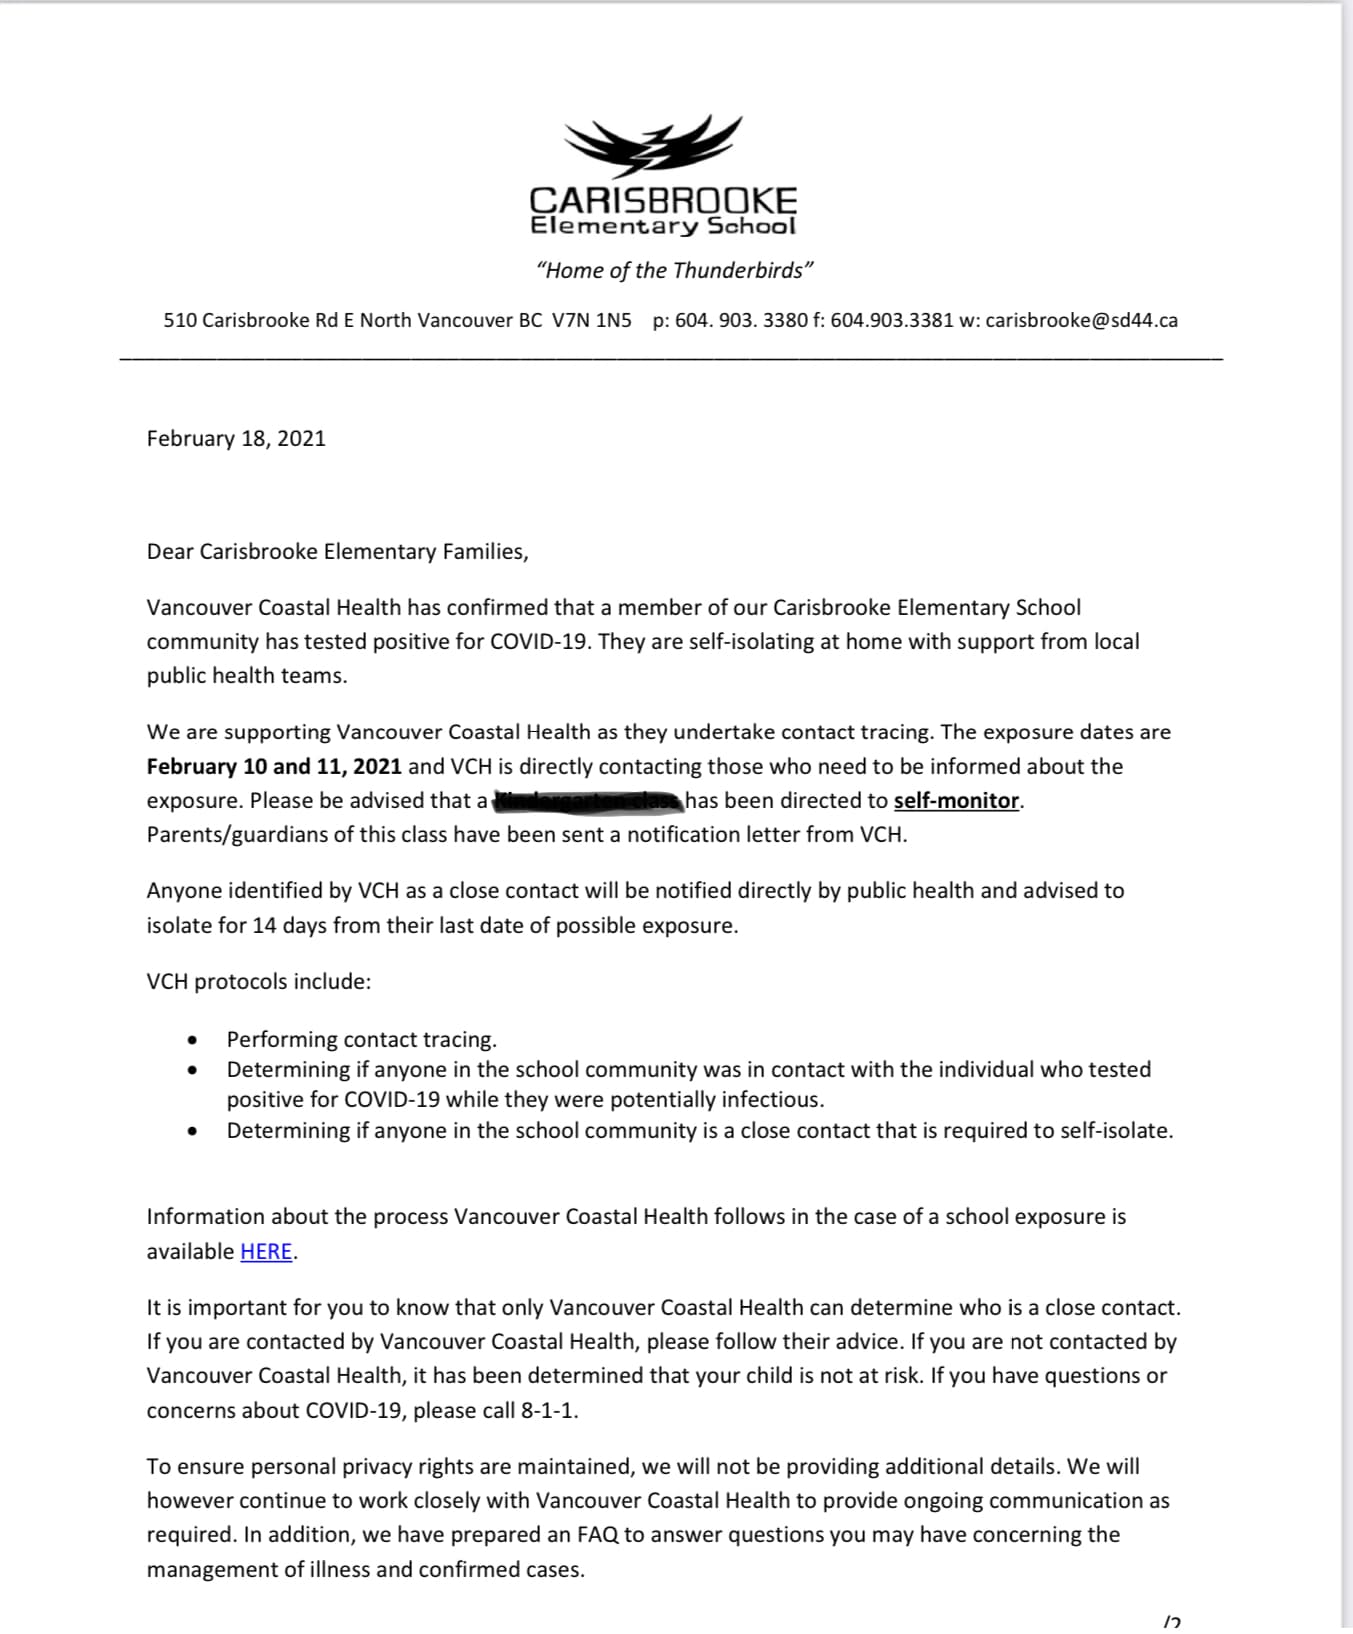 CARISBROOKE
Elementary School
“Home of the Thunderbirds”
510 Carisbrooke Rd E North Vancouver BC V7N 1N5 p: 604. 903. 3380 f: 604.903.3381 w: carisbrooke@sd44.ca
February 18, 2021
Dear Carisbrooke Elementary Families,
Vancouver Coastal Health has confirmed that a member of our Carisbrooke Elementary School
community has tested positive for COVID-19. They are self-isolating at home with support from local
public health teams.
We are supporting Vancouver Coastal Health as they undertake contact tracing. The exposure dates are
February 10 and 11, 2021 and VCH is directly contacting those who need to be informed about the
exposure. Please be advised that a has been directed to self-monitor.
Parents/guardians of this class have been sent a notification letter from VCH.
Anyone identified by VCH as a close contact will be notified directly by public health and advised to
isolate for 14 days from their last date of possible exposure.
VCH protocols include:
• Performing contact tracing.
• Determining if anyone in the school community was in contact with the individual who tested
positive for COVID-19 while they were potentially infectious.
• Determining if anyone in the school community is a close contact that is required to self-isolate.
Information about the process Vancouver Coastal Health follows in the case of a school exposure is
available HERE.
It is important for you to know that only Vancouver Coastal Health can determine who is a close contact.
If you are contacted by Vancouver Coastal Health, please follow their advice. If you are not contacted by
Vancouver Coastal Health, it has been determined that your child is not at risk. If you have questions or
concerns about COVID-19, please call 8-1-1.
To ensure personal privacy rights are maintained, we will not be providing additional details. We will
however continue to work closely with Vancouver Coastal Health to provide ongoing communication as
required. In addition, we have prepared an FAQ to answer questions you may have concerning the
management of illness and confirmed cases.
/2